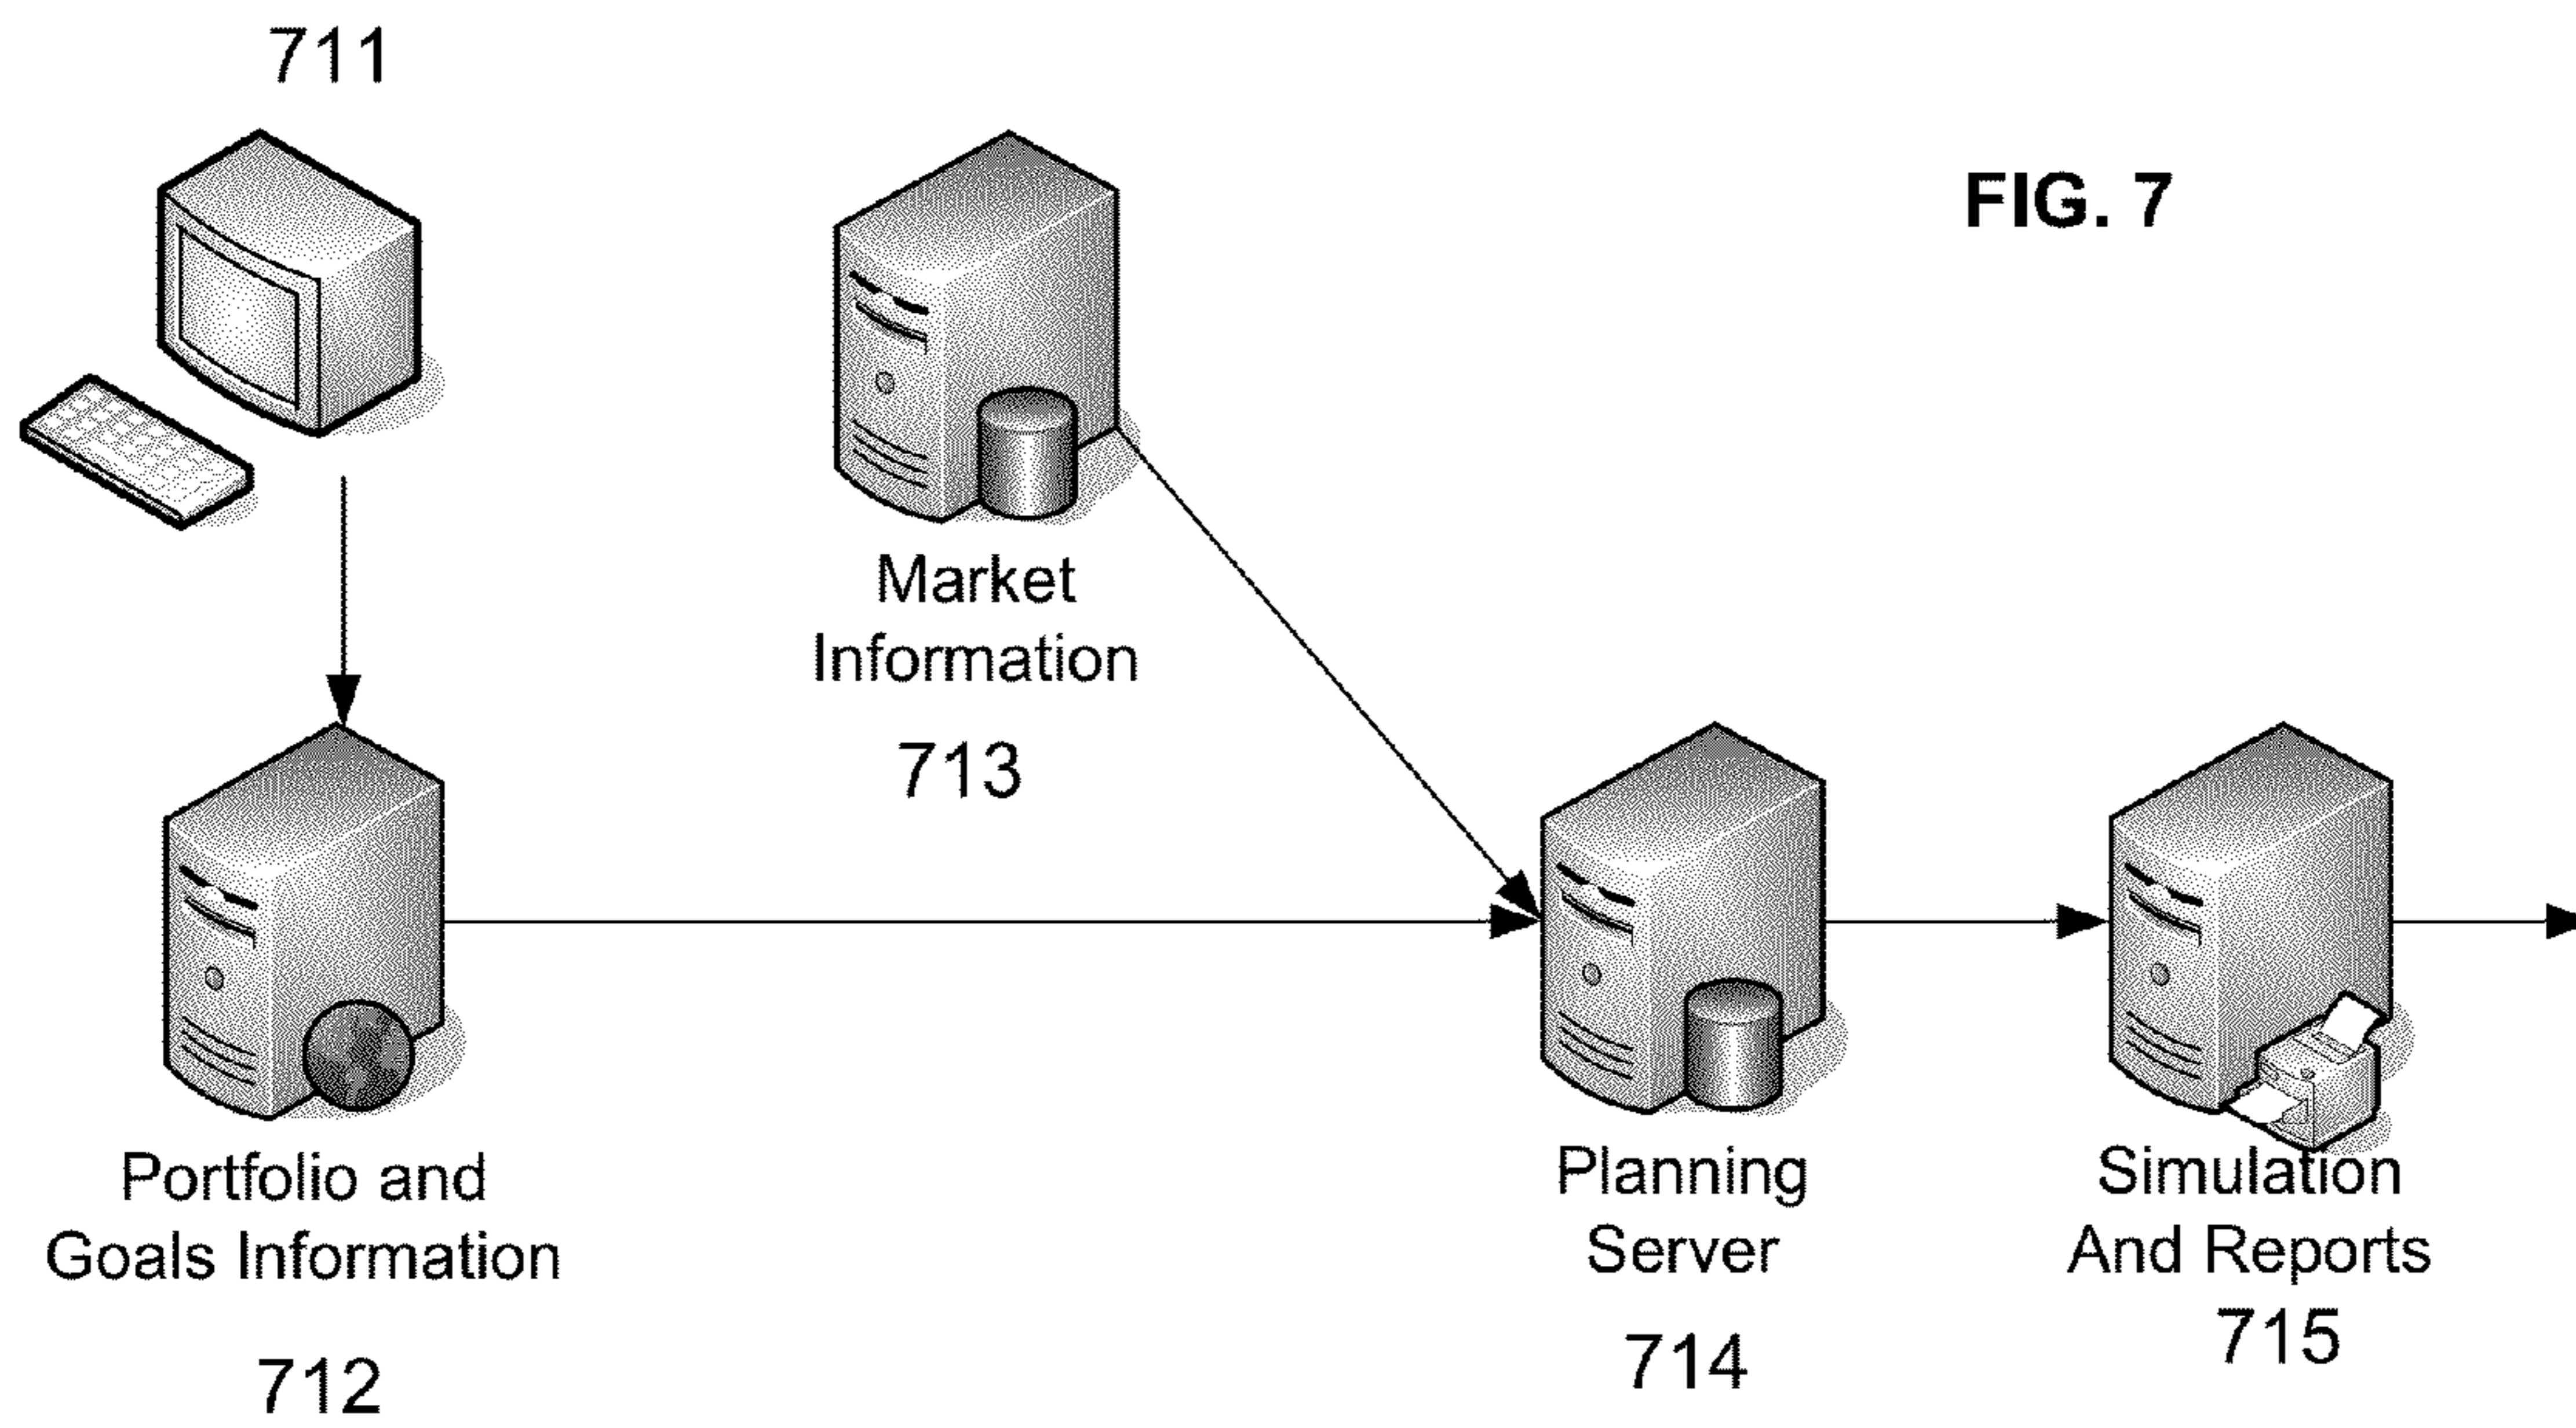 711
FIG. 7
Market
Information
713
Portfolio and
Goals Information
712
Planning
Server
714
Simulation
And Reports
715